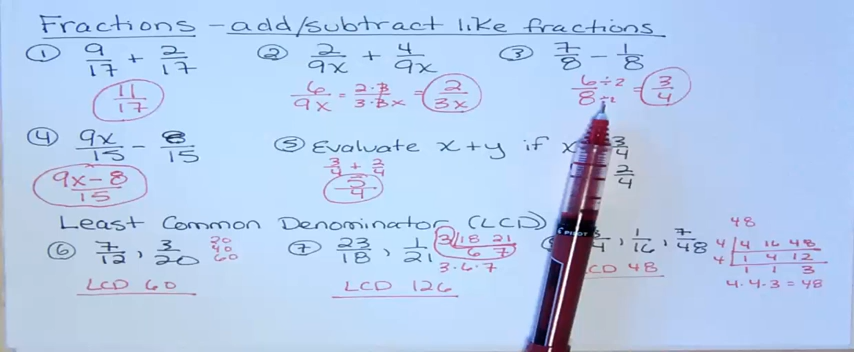 Fractions - add/subtract like fractions
① 9/17 + 2/17
11/17
② 2/9x + 4/9x
6/9x = 2·3/3·3x = 2/3x
③ 7/8 - 1/8
6÷2/8÷2 = 3/4
④ 9x/15 - 8/15
9x-8/15
⑤ Evaluate x+y if x
3/4
2/4
3/4 + 2/4
5/4
Least Common Denominator (LCD)
⑥ 7/12, 3/20
20
40
60
LCD 60
⑦ 23/18, 1/21
3 | 18 21
6 7
3·6·7
LCD 126
/4, 1/16, 7/48
LCD 48
48
4 | 4 16 48
4 | 1 4 12
1 1 3
4·4·3=48
PILOT